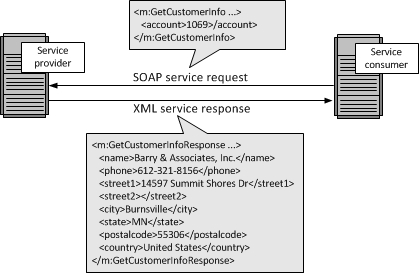 <m:GetCustomerInfo ...>
<account>1069>/account>
</m:GetCustomerInfo>
Service
provider
Service
consumer
SOAP service request
XML service response
<m:GetCustomerInfoResponse ...>
<name>Barry & Associates, Inc.</name>
<phone>612-321-8156</phone>
<street1>14597 Summit Shores Dr</street1>
<street2></street2>
<city>Burnsville</city>
<state>MN</state>
<postalcode>55306</postalcode>
<country>United States</country>
</m:GetCustomerInfoResponse>